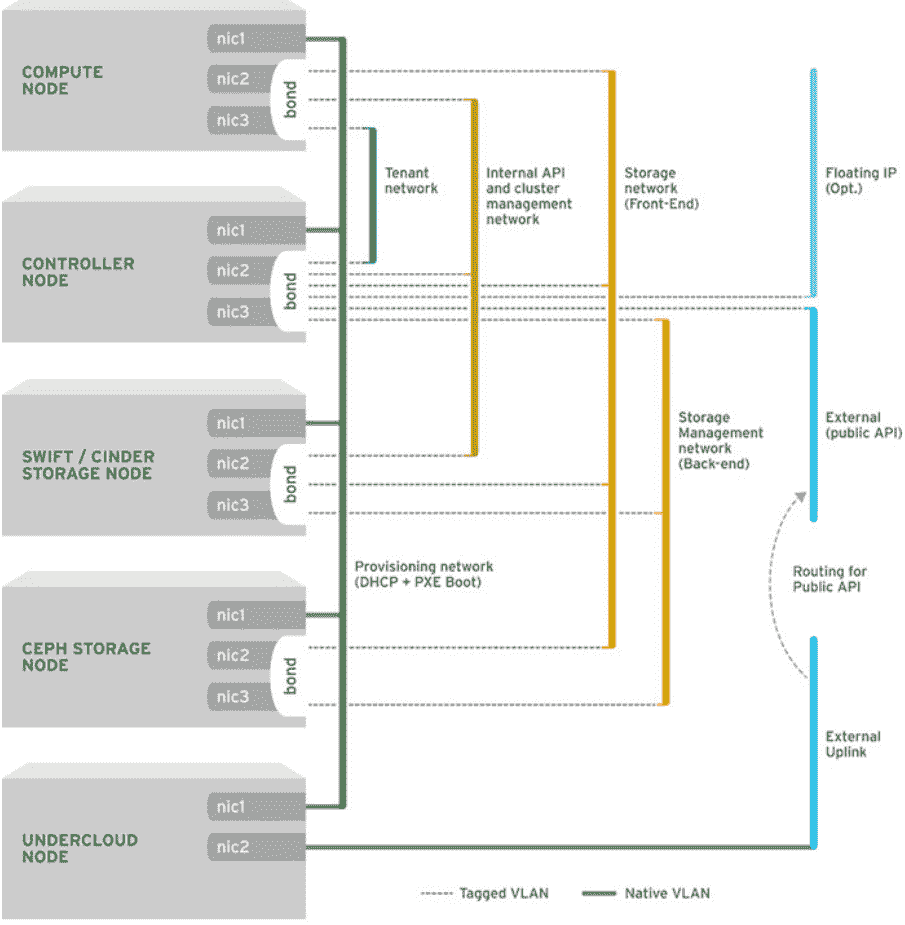 nic1
COMPUTE
NODE
nic2
nic3
bond
Tenant
network
Internal API
and cluster
management
network
Storage
network
(Front-End)
Floating IP
(Opt.)
nic1
CONTROLLER
NODE
nic2
nic3
bond
nic1
SWIFT / CINDER
STORAGE NODE
nic2
nic3
bond
Storage
Management
network
(Back-end)
External
(public API)
Provisioning network
(DHCP + PXE Boot)
Routing for
Public API
nic1
CEPH STORAGE
NODE
nic2
nic3
bond
External
Uplink
nic1
UNDERCLOUD
NODE
nic2
Tagged VLAN
Native VLAN